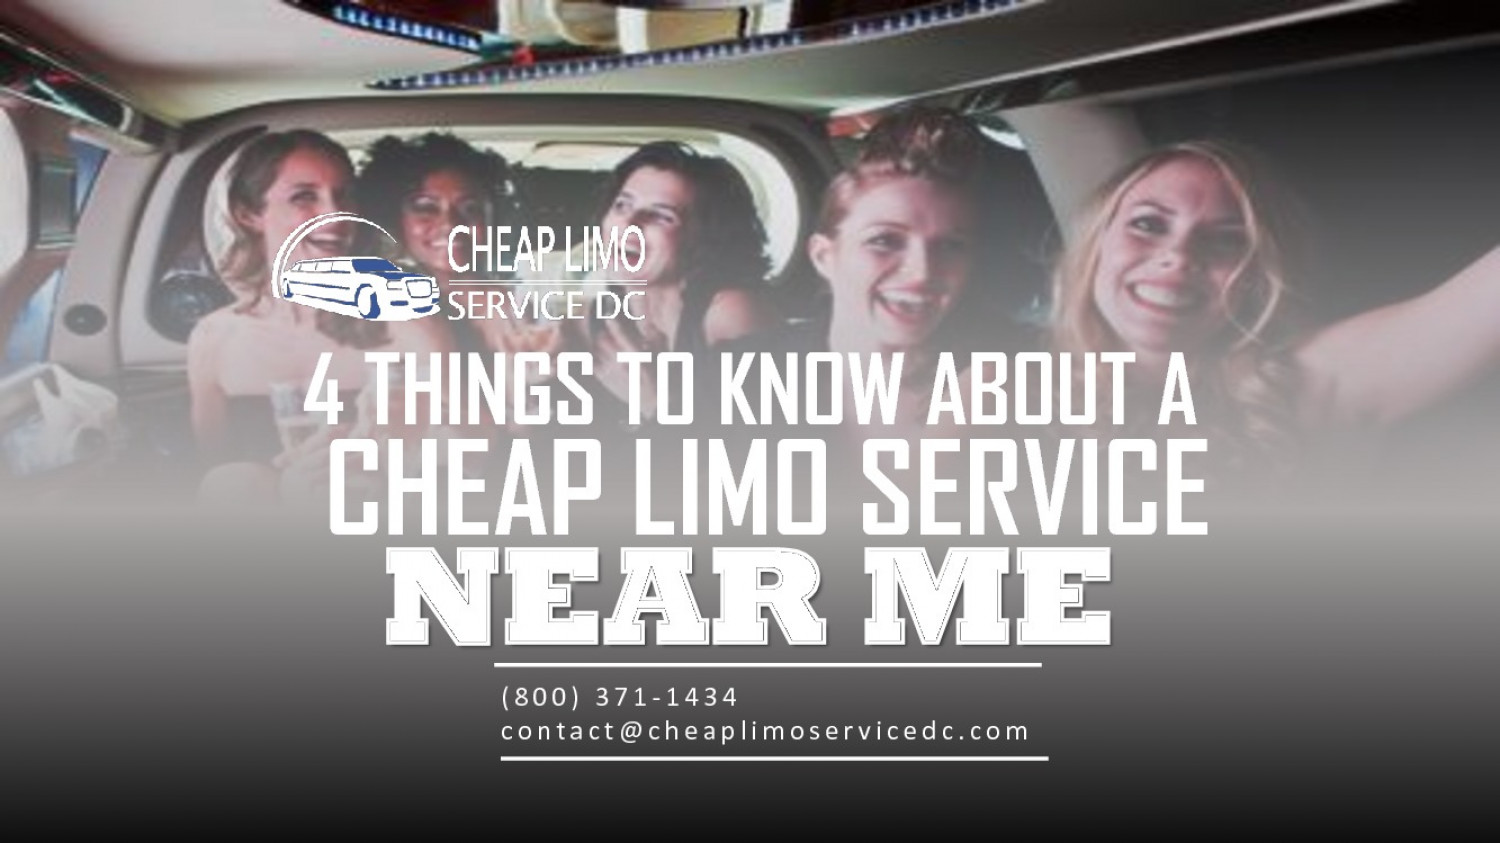 CHEAP LIMO
SERVICE DC
4 THINGS TO KNOW ABOUT A
CHEAP LIMO SERVICE
NEAR ME
(800) 371-1434
contact@cheaplimoservicedc.com